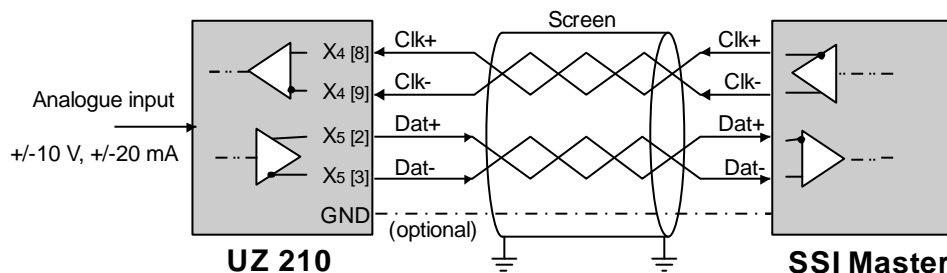 Screen
Clk+
Clk+
X4 [8]
Clk-
Clk-
X4 [9]
Analogue input
Dat+
Dat+
X5 [2]
+/-10 V, +/-20 mA
Dat-
Dat-
X5 [3]
GND
(optional)
UZ 210
SSI Master